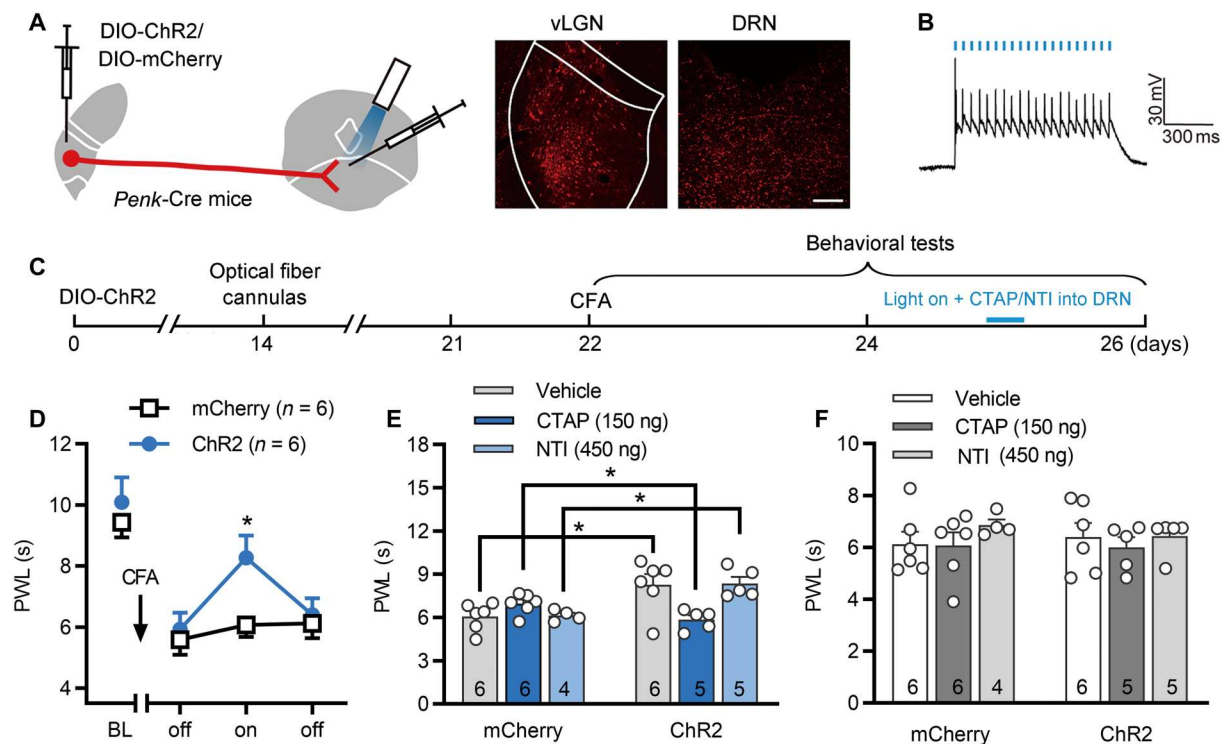 A
DIO-ChR2/
DIO-mCherry
Penk-Cre mice
vLGN
DRN
B
30 mV
300 ms
C
Behavioral tests
DIO-ChR2
Optical fiber
cannulas
CFA
Light on + CTAP/NTI into DRN
0
14
21
22
24
26 (days)
D
mCherry (n = 6)
ChR2 (n = 6)
PWL (s)
12
10
8
6
4
CFA
*
BL
off
on
off
E
Vehicle
CTAP (150 ng)
NTI (450 ng)
PWL (s)
18
15
12
9
6
3
0
*
*
*
6
6
4
6
5
5
mCherry
ChR2
F
Vehicle
CTAP (150 ng)
NTI (450 ng)
PWL (s)
10
8
6
4
2
0
6
6
4
6
5
5
mCherry
ChR2